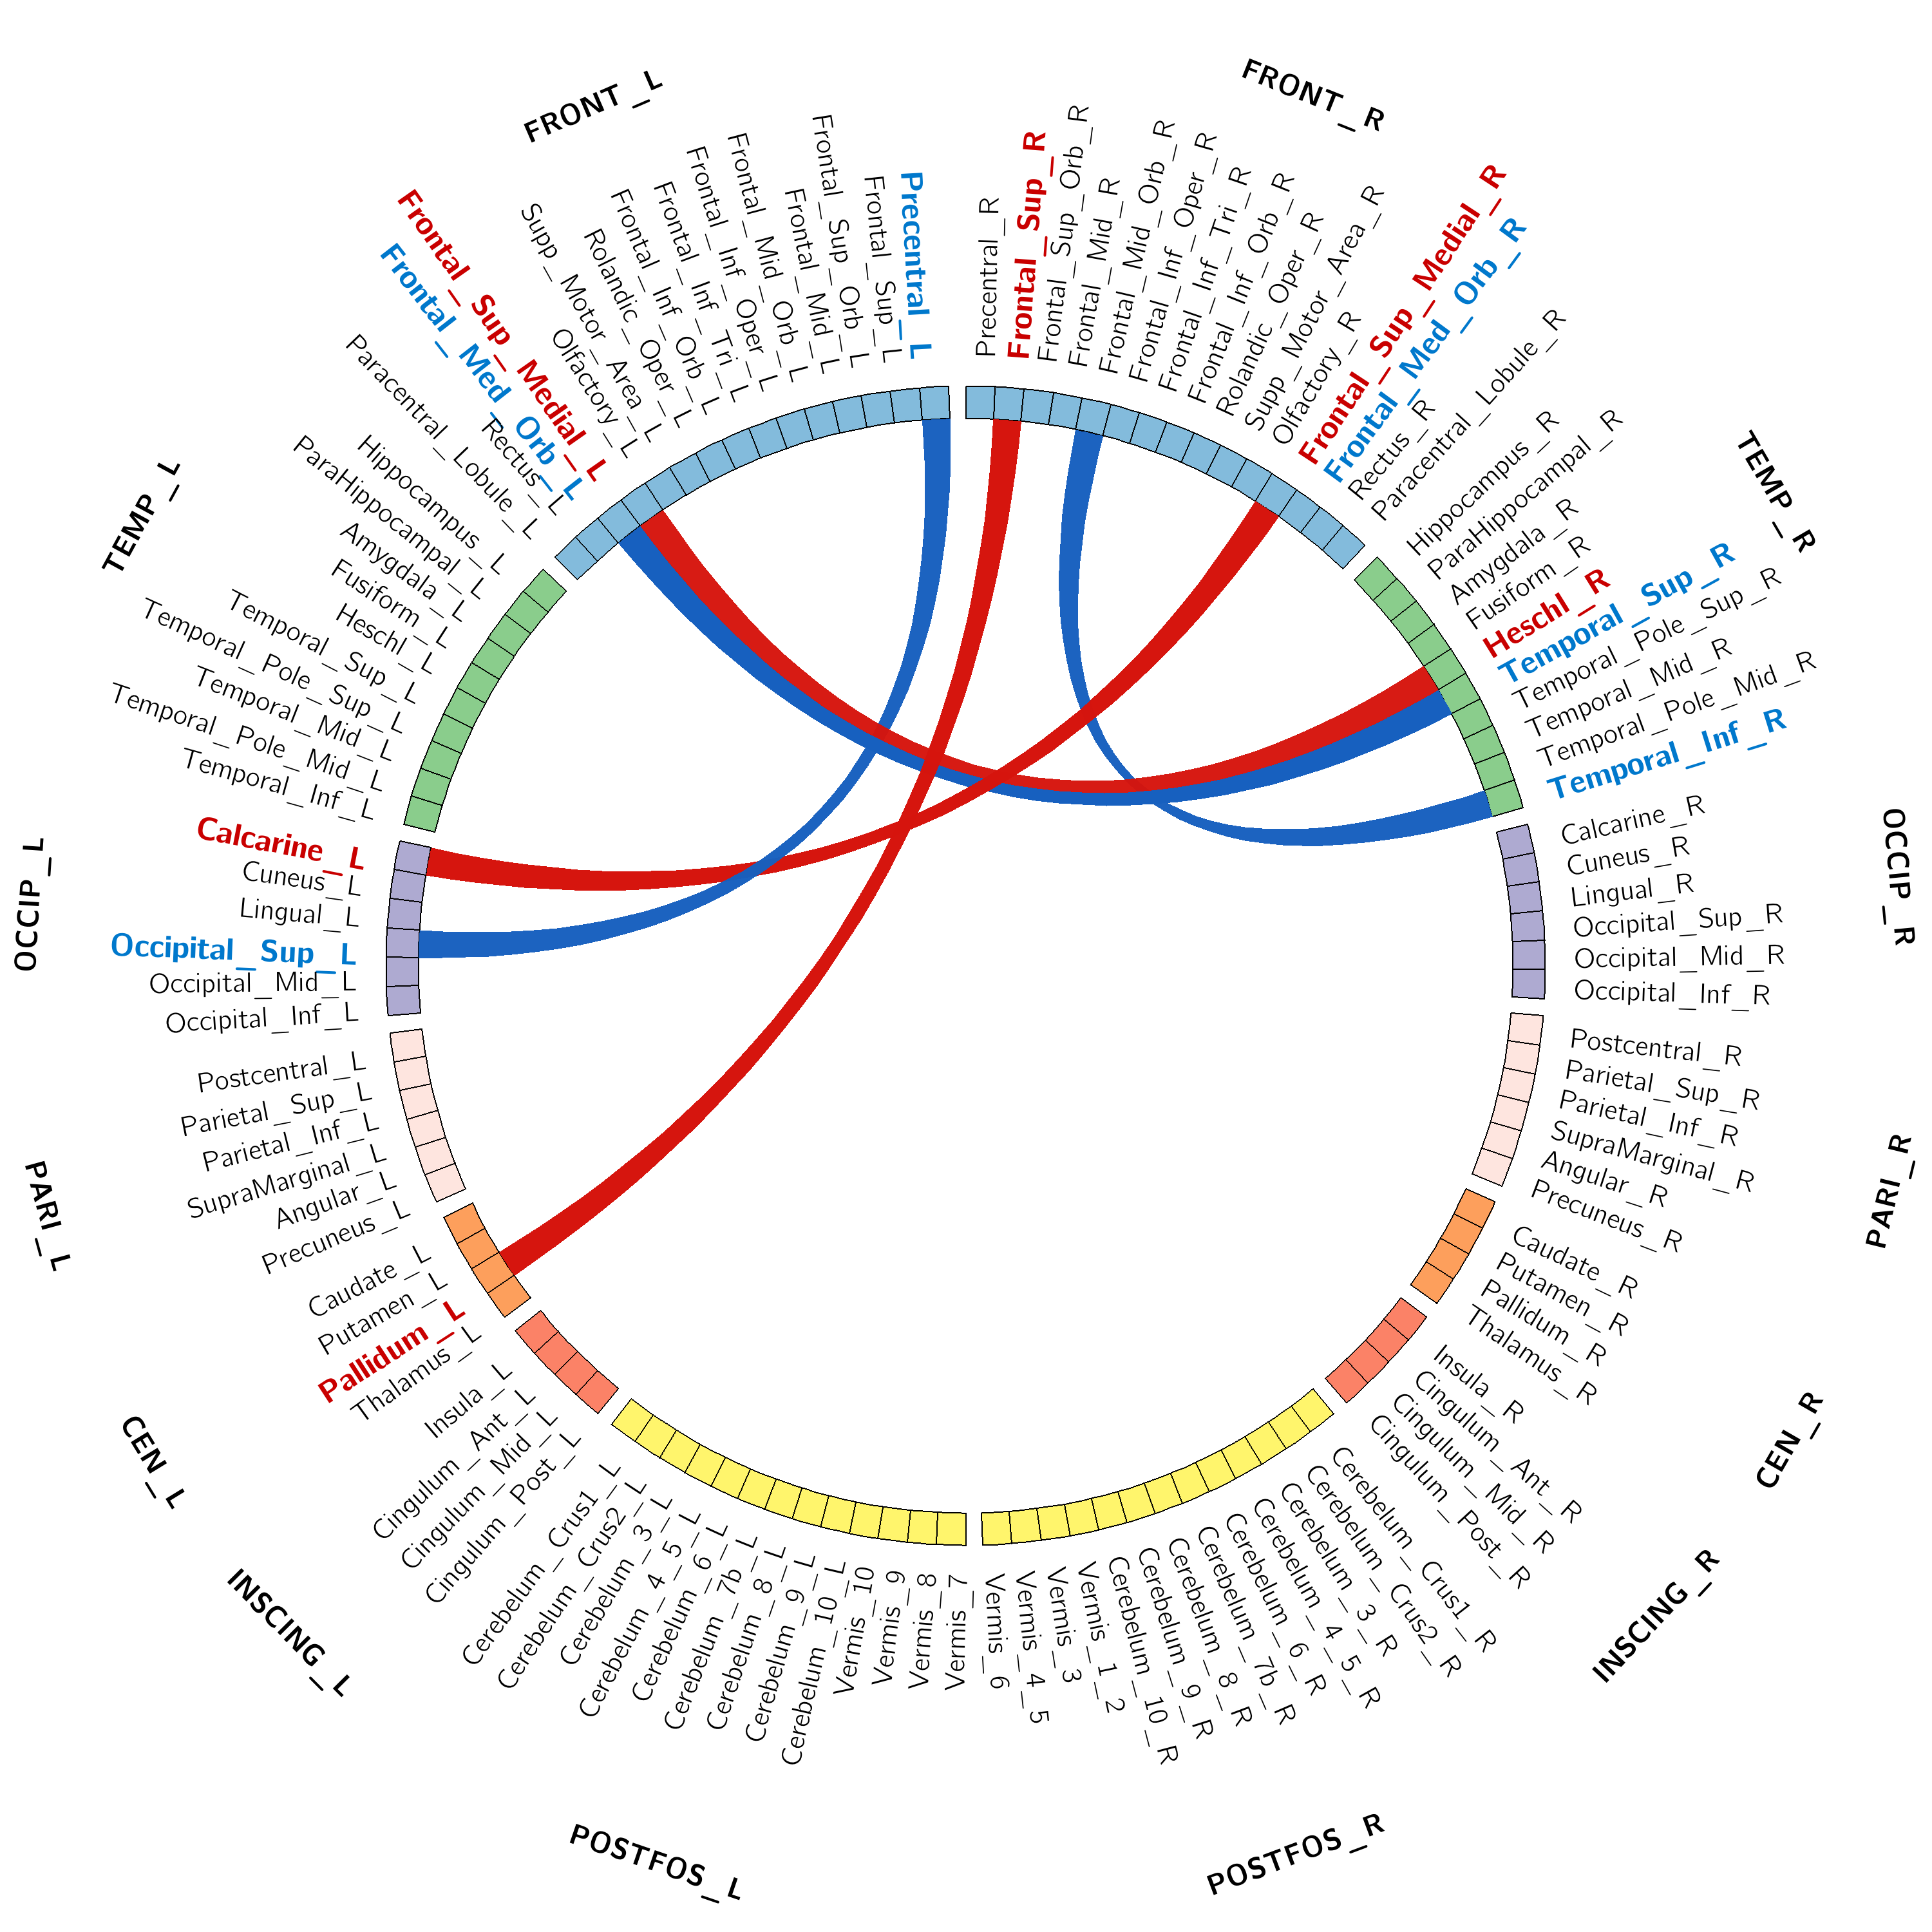 FRONT_L
Precentral_L
Frontal_Sup_L
Frontal_Sup_Orb_L
Frontal_Mid_L
Frontal_Mid_Orb_L
Frontal_Inf_Oper_L
Frontal_Inf_Tri_L
Frontal_Inf_Orb_L
Rolandic_Oper_L
Supp_Motor_Area_L
Olfactory_L
Frontal_Sup_Medial_L
Frontal_Med_Orb_L
Rectus_L
Paracentral_Lobule_L
TEMP_L
Hippocampus_L
ParaHippocampal_L
Amygdala_L
Fusiform_L
Heschl_L
Temporal_Sup_L
Temporal_Pole_Sup_L
Temporal_Mid_L
Temporal_Pole_Mid_L
Temporal_Inf_L
OCCIP_L
Calcarine_L
Cuneus_L
Lingual_L
Occipital_Sup_L
Occipital_Mid_L
Occipital_Inf_L
PARI_L
Postcentral_L
Parietal_Sup_L
Parietal_Inf_L
SupraMarginal_L
Angular_L
Precuneus_L
CEN_L
Caudate_L
Putamen_L
Pallidum_L
Thalamus_L
INSCING_L
Insula_L
Cingulum_Ant_L
Cingulum_Mid_L
Cingulum_Post_L
POSTFOS_L
Cerebelum_Crus1_L
Cerebelum_Crus2_L
Cerebelum_3_L
Cerebelum_4_5_L
Cerebelum_6_L
Cerebelum_7b_L
Cerebelum_8_L
Cerebelum_9_L
Cerebelum_10_L
Vermis_10
Vermis_9
Vermis_8
Vermis_7
FRONT_R
Precentral_R
Frontal_Sup_R
Frontal_Sup_Orb_R
Frontal_Mid_R
Frontal_Mid_Orb_R
Frontal_Inf_Oper_R
Frontal_Inf_Tri_R
Frontal_Inf_Orb_R
Rolandic_Oper_R
Supp_Motor_Area_R
Olfactory_R
Frontal_Sup_Medial_R
Frontal_Med_Orb_R
Rectus_R
Paracentral_Lobule_R
TEMP_R
Hippocampus_R
ParaHippocampal_R
Amygdala_R
Fusiform_R
Heschl_R
Temporal_Sup_R
Temporal_Pole_Sup_R
Temporal_Mid_R
Temporal_Pole_Mid_R
Temporal_Inf_R
OCCIP_R
Calcarine_R
Cuneus_R
Lingual_R
Occipital_Sup_R
Occipital_Mid_R
Occipital_Inf_R
PARI_R
Postcentral_R
Parietal_Sup_R
Parietal_Inf_R
SupraMarginal_R
Angular_R
Precuneus_R
CEN_R
Caudate_R
Putamen_R
Pallidum_R
Thalamus_R
INSCING_R
Insula_R
Cingulum_Ant_R
Cingulum_Mid_R
Cingulum_Post_R
POSTFOS_R
Cerebelum_Crus1_R
Cerebelum_Crus2_R
Cerebelum_3_R
Cerebelum_4_5_R
Cerebelum_6_R
Cerebelum_7b_R
Cerebelum_8_R
Cerebelum_9_R
Cerebelum_10_R
Vermis_1_2
Vermis_3
Vermis_4_5
Vermis_6